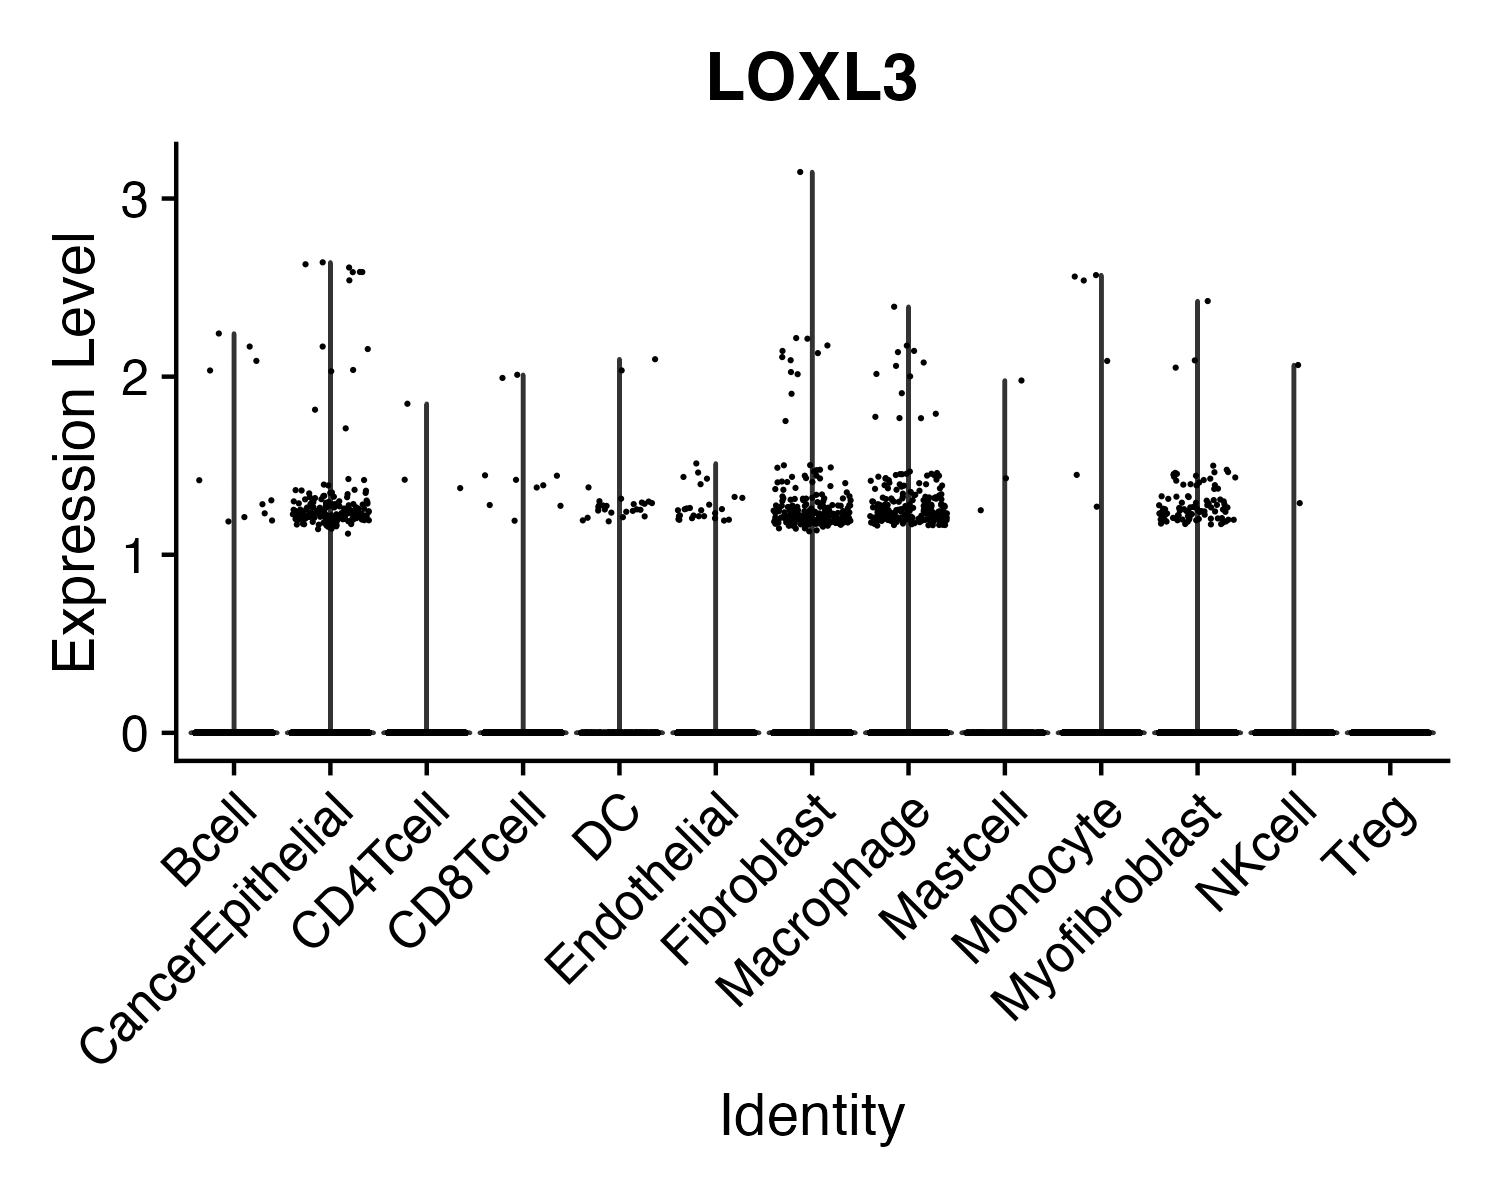 LOXL3
Expression Level
3
2
1
0
Bcell
CancerEpithelial
CD4Tcell
CD8Tcell
DC
Endothelial
Fibroblast
Macrophage
Mastcell
Monocyte
Myofibroblast
NKcell
Treg
Identity